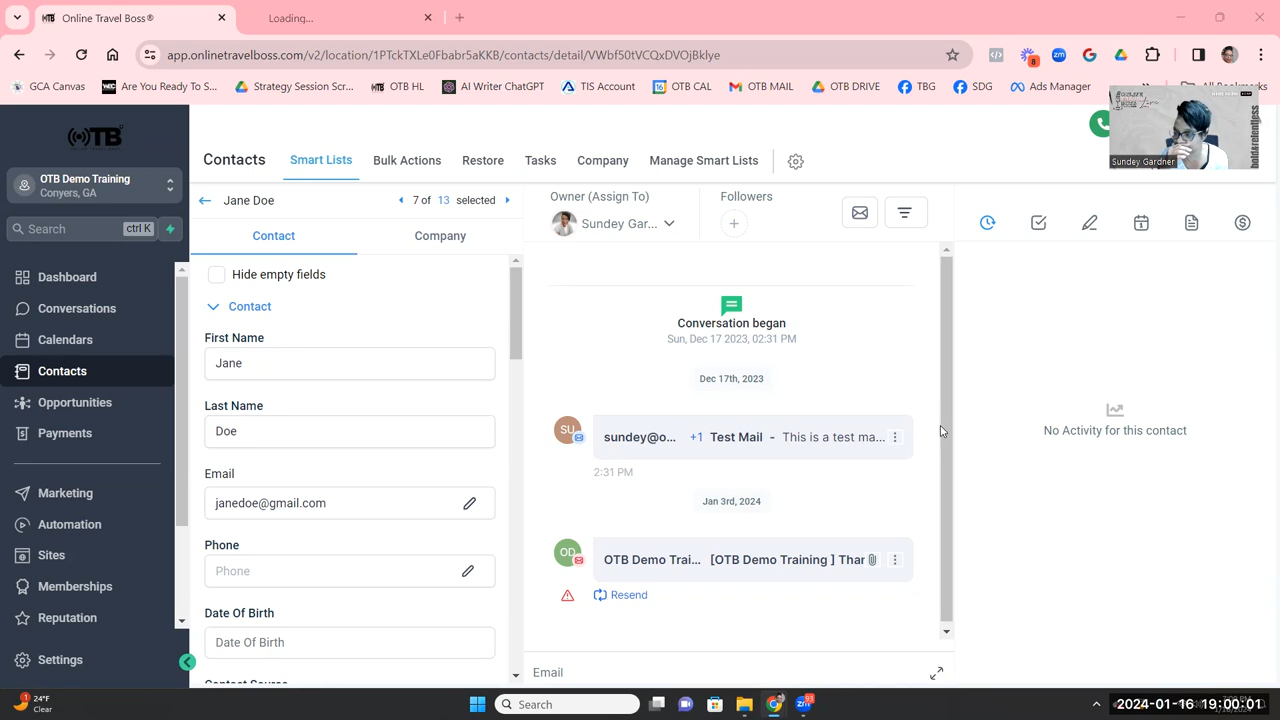 Online Travel Boss®
Loading...
app.onlinetravelboss.com/v2/location/1PTckTXLe0Fbabr5aKKB/contacts/detail/VWbf50tVCQxDVOjBklye
8
GCA Canvas
Are You Ready To S...
Strategy Session Scr...
OTB HL
AI Writer ChatGPT
TIS Account
OTB CAL
OTB MAIL
OTB DRIVE
TBG
SDG
Ads Manager
Sundey Gardner
OTB
OTB Demo Training
Conyers, GA
Search
ctrl K
Dashboard
Conversations
Calendars
Contacts
Opportunities
Payments
Marketing
Automation
Sites
Memberships
Reputation
Settings
Contacts
Smart Lists
Bulk Actions
Restore
Tasks
Company
Manage Smart Lists
Jane Doe
7 of 13 selected
Contact
Company
Hide empty fields
Contact
First Name
Jane
Last Name
Doe
Email
janedoe@gmail.com
Phone
Phone
Date Of Birth
Date Of Birth
Owner (Assign To)
Sundey Gar...
Followers
Conversation began
Sun, Dec 17 2023, 02:31 PM
Dec 17th, 2023
SU
sundey@o... +1 Test Mail - This is a test ma...
2:31 PM
Jan 3rd, 2024
OD
OTB Demo Trai... [OTB Demo Training ] Thar
Resend
Email
No Activity for this contact
24°F
Clear
Search
2024-01-16 19:00:01